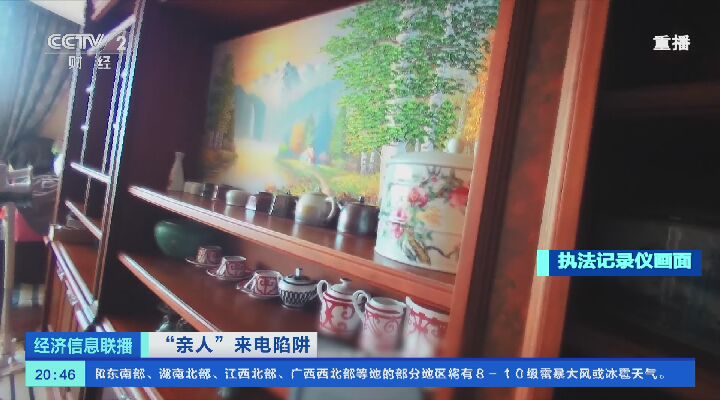 CCTV 2
财经
重播
执法记录仪画面
经济信息联播
“亲人”来电陷阱
20:46
和东南部、湖南北部、江西北部、广西西北部等地的部分地区将有8-10级雷暴大风或冰雹天气。